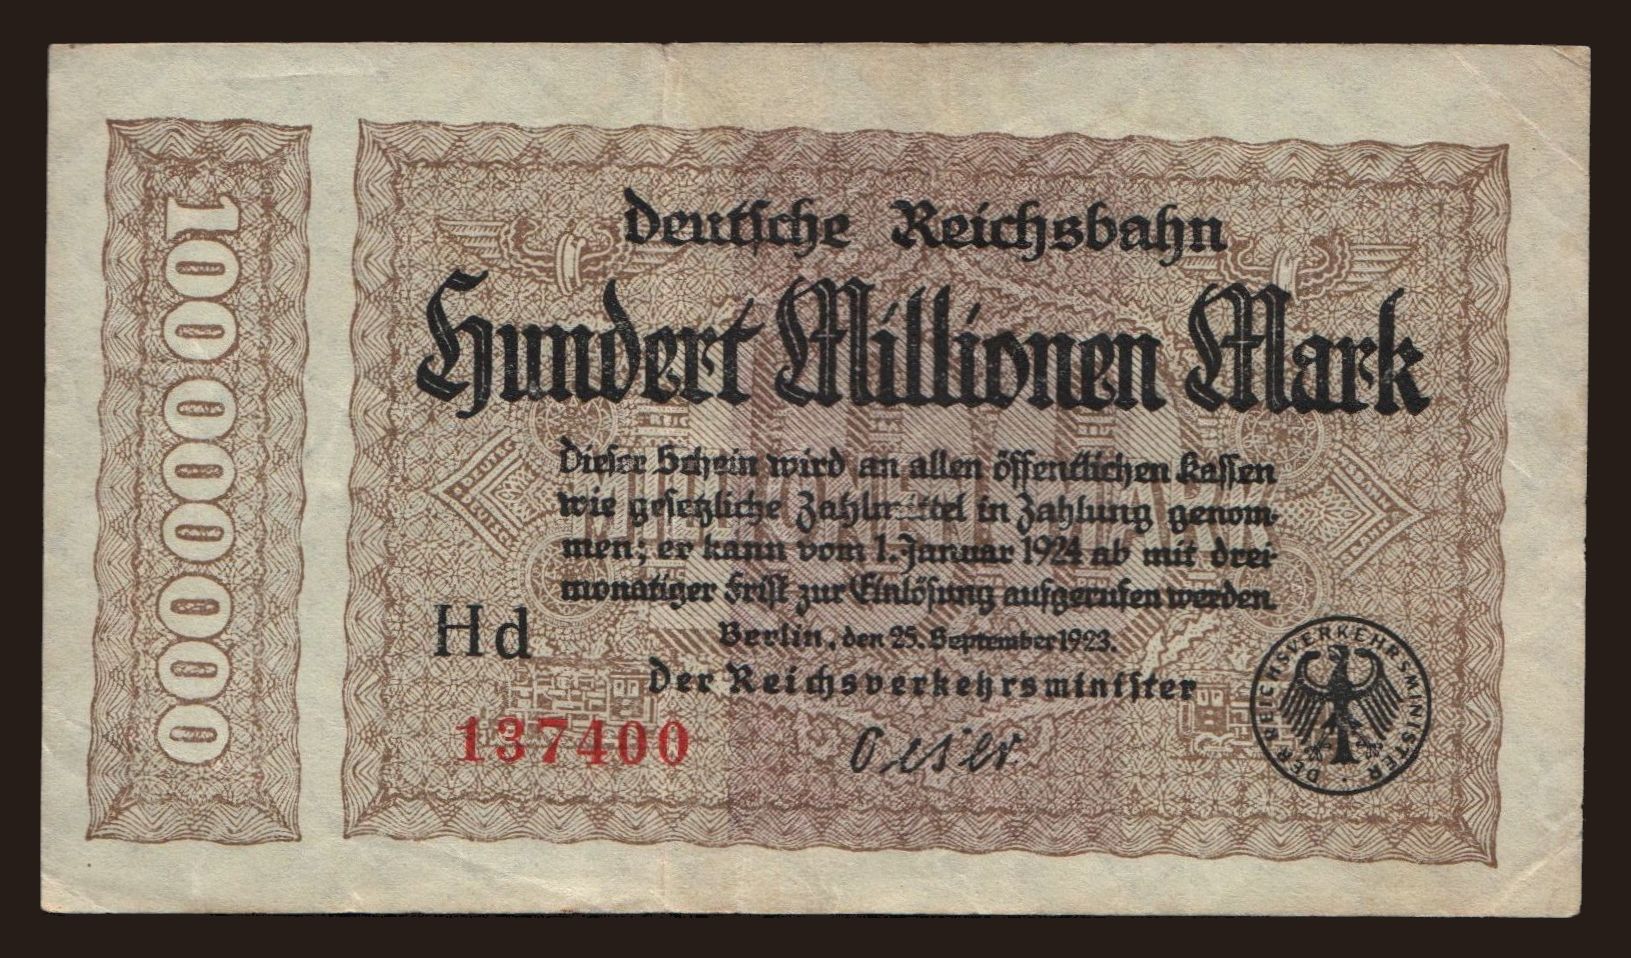 100000000
Deutsche Reichsbahn
Hundert Millionen Mark
Dieser Schein wird an allen öffentlichen Kassen
wie gesetzliche Zahlmittel in Zahlung genom-
men; er kann vom 1. Januar 1924 ab mit drei-
monatiger Frist zur Einlösung aufgerufen werden.
Berlin, den 25. September 1923.
Hd
Der Reichsverkehrsminister
137400
Oeser
DER REICHSVERKEHRSMINISTER